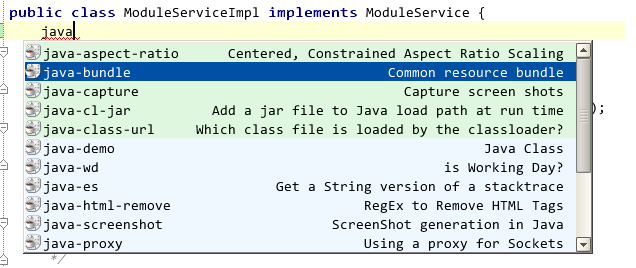 public class ModuleServiceImpl implements ModuleService {
java
java-aspect-ratio Centered, Constrained Aspect Ratio Scaling
java-bundle Common resource bundle
java-capture Capture screen shots
java-cl-jar Add a jar file to Java load path at run time
);
java-class-url Which class file is loaded by the classloader?
java-demo Java Class
java-wd is Working Day?
java-es Get a String version of a stacktrace
java-html-remove RegEx to Remove HTML Tags
java-screenshot ScreenShot generation in Java
java-proxy Using a proxy for Sockets
*/